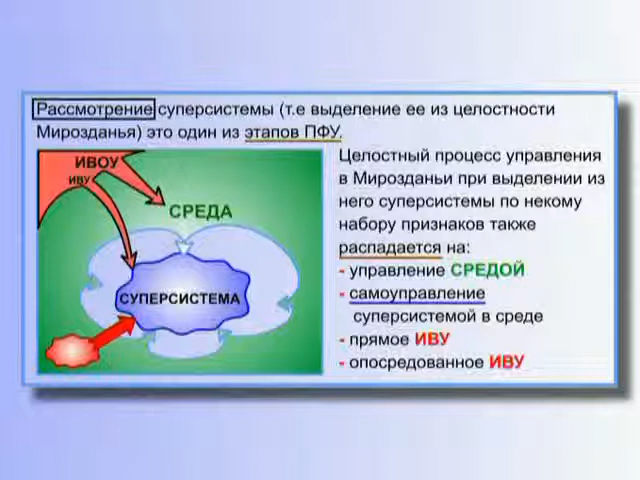 Рассмотрение суперсистемы (т.е выделение ее из целостности
Мирозданья) это один из этапов ПФУ.
ИВОУ
ИВУ
СРЕДА
СУПЕРСИСТЕМА
Целостный процесс управления
в Мирозданьи при выделении из
него суперсистемы по некому
набору признаков также
распадается на:
- управление СРЕДОЙ
- самоуправление
суперсистемой в среде
- прямое ИВУ
- опосредованное ИВУ